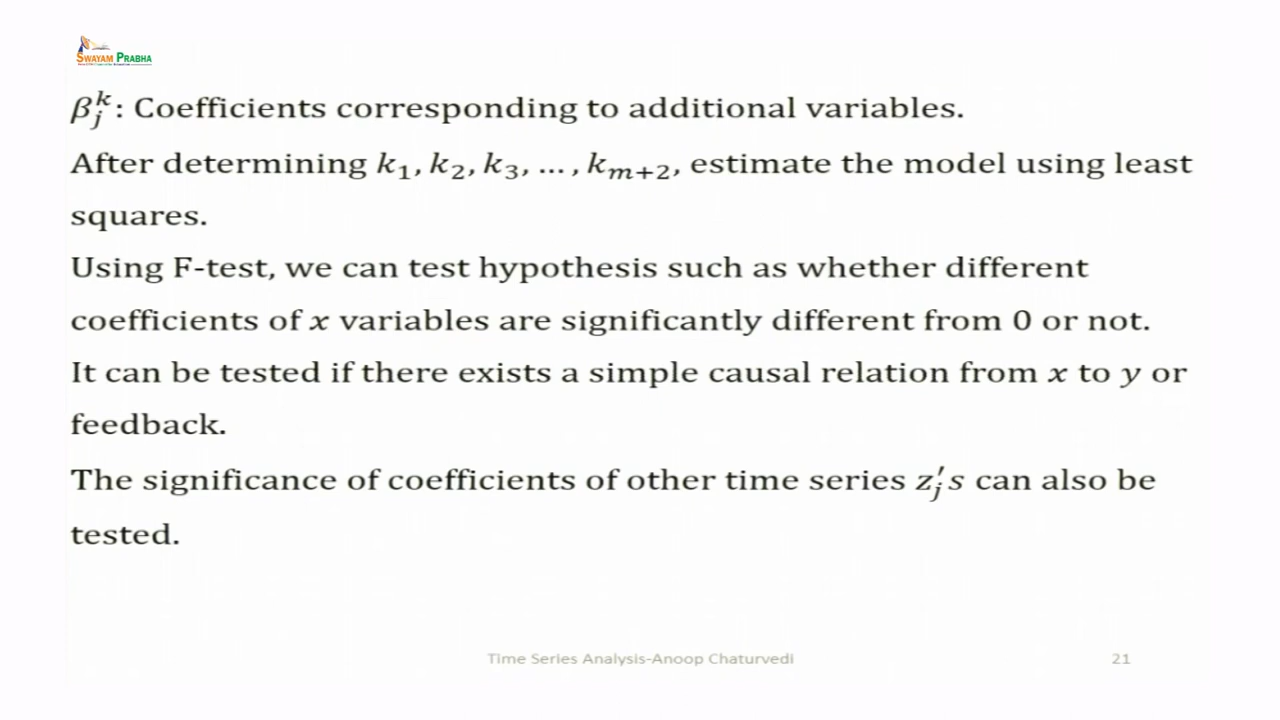 SWAYAM PRABHA
$\beta_j^k$: Coefficients corresponding to additional variables.
After determining $k_1, k_2, k_3, \ldots, k_{m+2}$, estimate the model using least
squares.
Using F-test, we can test hypothesis such as whether different
coefficients of $x$ variables are significantly different from 0 or not.
It can be tested if there exists a simple causal relation from $x$ to $y$ or
feedback.
The significance of coefficients of other time series $z_j's$ can also be
tested.
Time Series Analysis-Anoop Chaturvedi
21